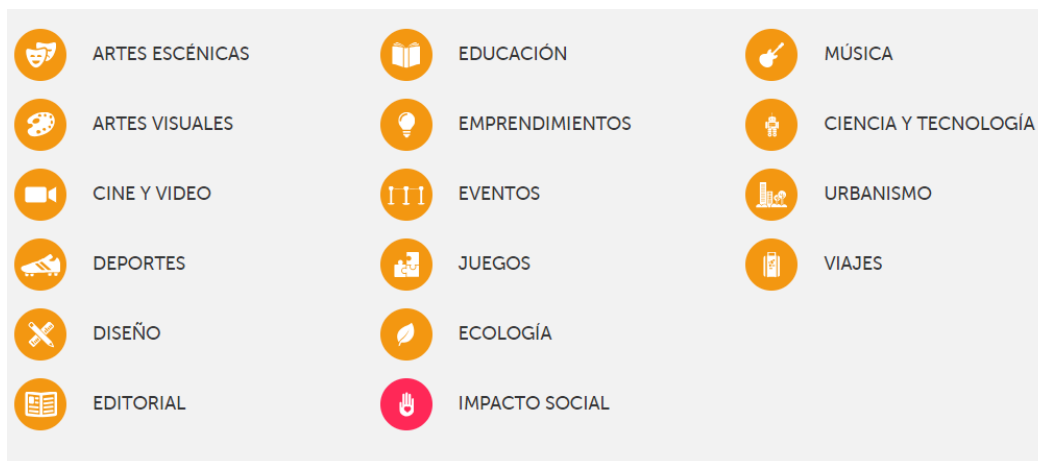 ARTES ESCÉNICAS
ARTES VISUALES
CINE Y VIDEO
DEPORTES
DISEÑO
EDITORIAL
EDUCACIÓN
EMPRENDIMIENTOS
EVENTOS
JUEGOS
ECOLOGÍA
IMPACTO SOCIAL
MÚSICA
CIENCIA Y TECNOLOGÍA
URBANISMO
VIAJES